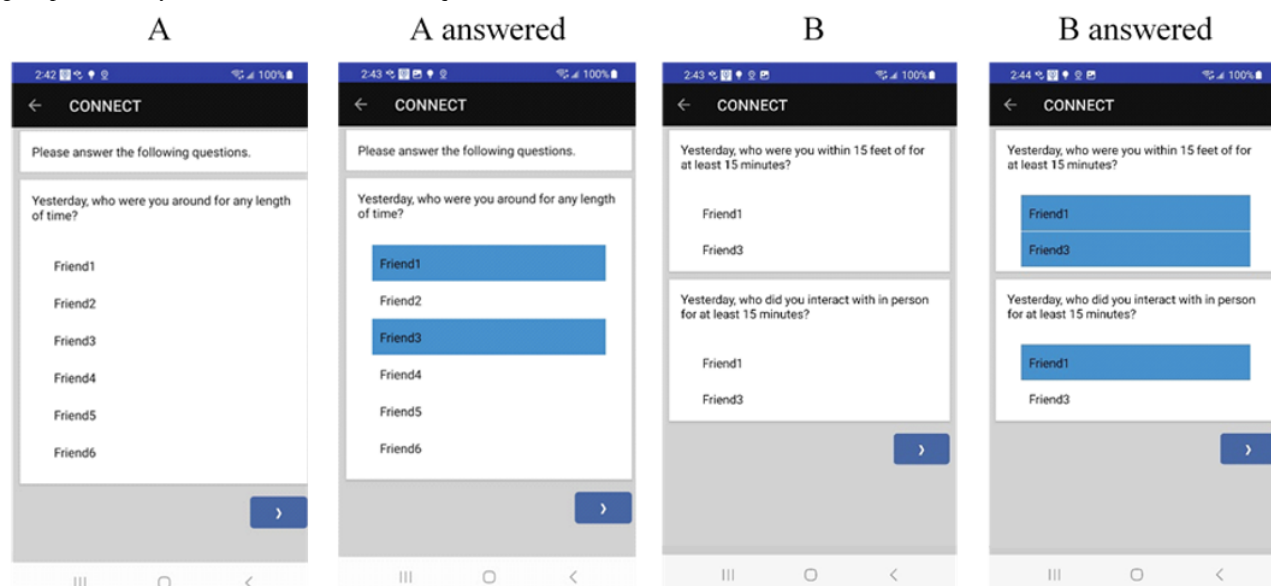 A
A answered
B
B answered
2:42
100%
CONNECT
Please answer the following questions.
Yesterday, who were you around for any length
of time?
Friend1
Friend2
Friend3
Friend4
Friend5
Friend6
2:43
100%
CONNECT
Please answer the following questions.
Yesterday, who were you around for any length
of time?
Friend1
Friend2
Friend3
Friend4
Friend5
Friend6
2:43
100%
CONNECT
Yesterday, who were you within 15 feet of for
at least 15 minutes?
Friend1
Friend3
Yesterday, who did you interact with in person
for at least 15 minutes?
Friend1
Friend3
2:44
100%
CONNECT
Yesterday, who were you within 15 feet of for
at least 15 minutes?
Friend1
Friend3
Yesterday, who did you interact with in person
for at least 15 minutes?
Friend1
Friend3